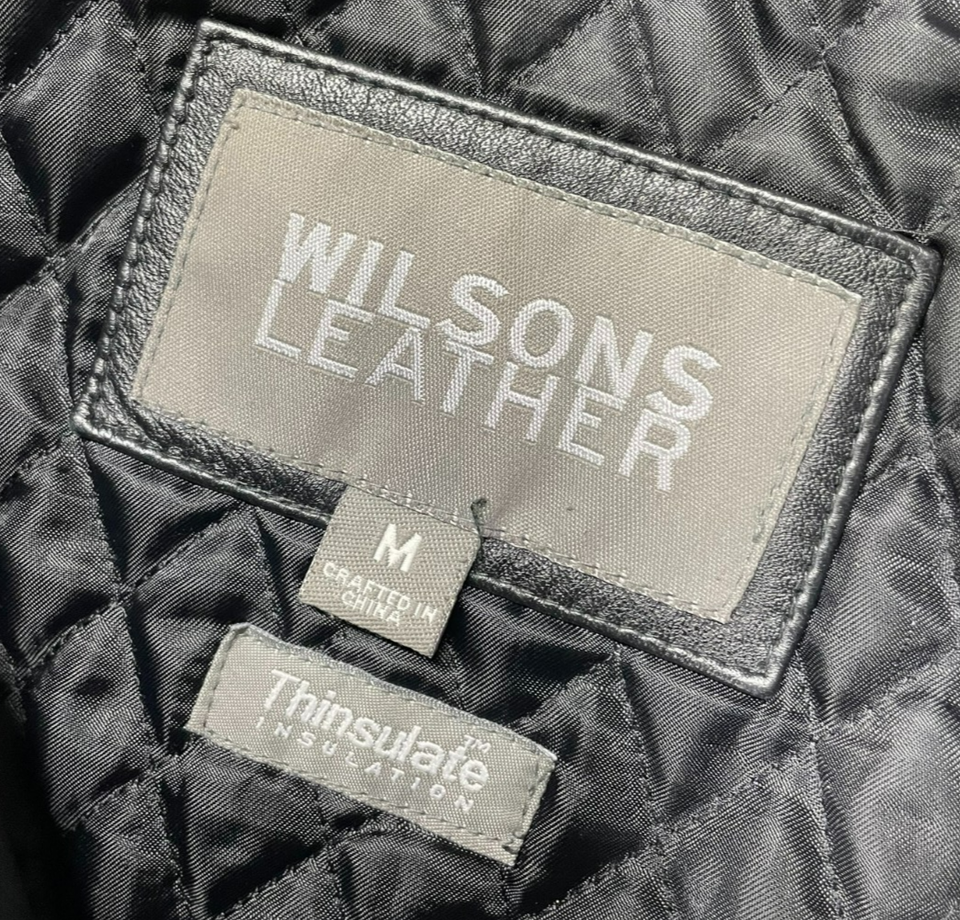 WILSONS
LEATHER
M
CRAFTED IN
CHINA
Thinsulate™
INSULATION